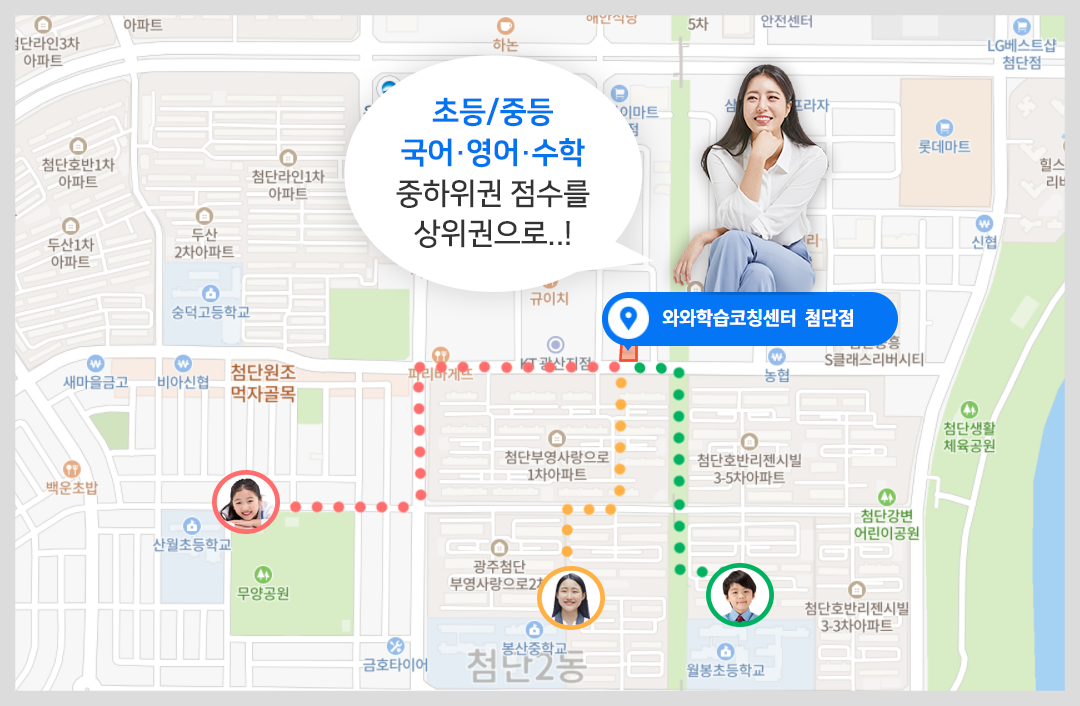 아파트
해안식당
5차
안전센터
첨단라인3차
아파트
하논
LG베스트샵
첨단점
초등/중등
국어·영어·수학
중하위권 점수를
상위권으로..!
이마트
프라자
롯데마트
첨단호반1차
아파트
첨단라인1차
아파트
두산1차
아파트
두산
2차아파트
신협
숭덕고등학교
규이치
와와학습코칭센터 첨단점
KT광산지점
S클래스리버시티
농협
새마을금고
비아신협
첨단원조
먹자골목
파리바게뜨
첨단생활
체육공원
첨단부영사랑으로
1차아파트
첨단호반리젠시빌
3-5차아파트
백운초밥
첨단강변
어린이공원
산월초등학교
무양공원
광주첨단
부영사랑으로2차
첨단호반리젠시빌
3-3차아파트
봉산중학교
금호타이어
첨단2동
월봉초등학교